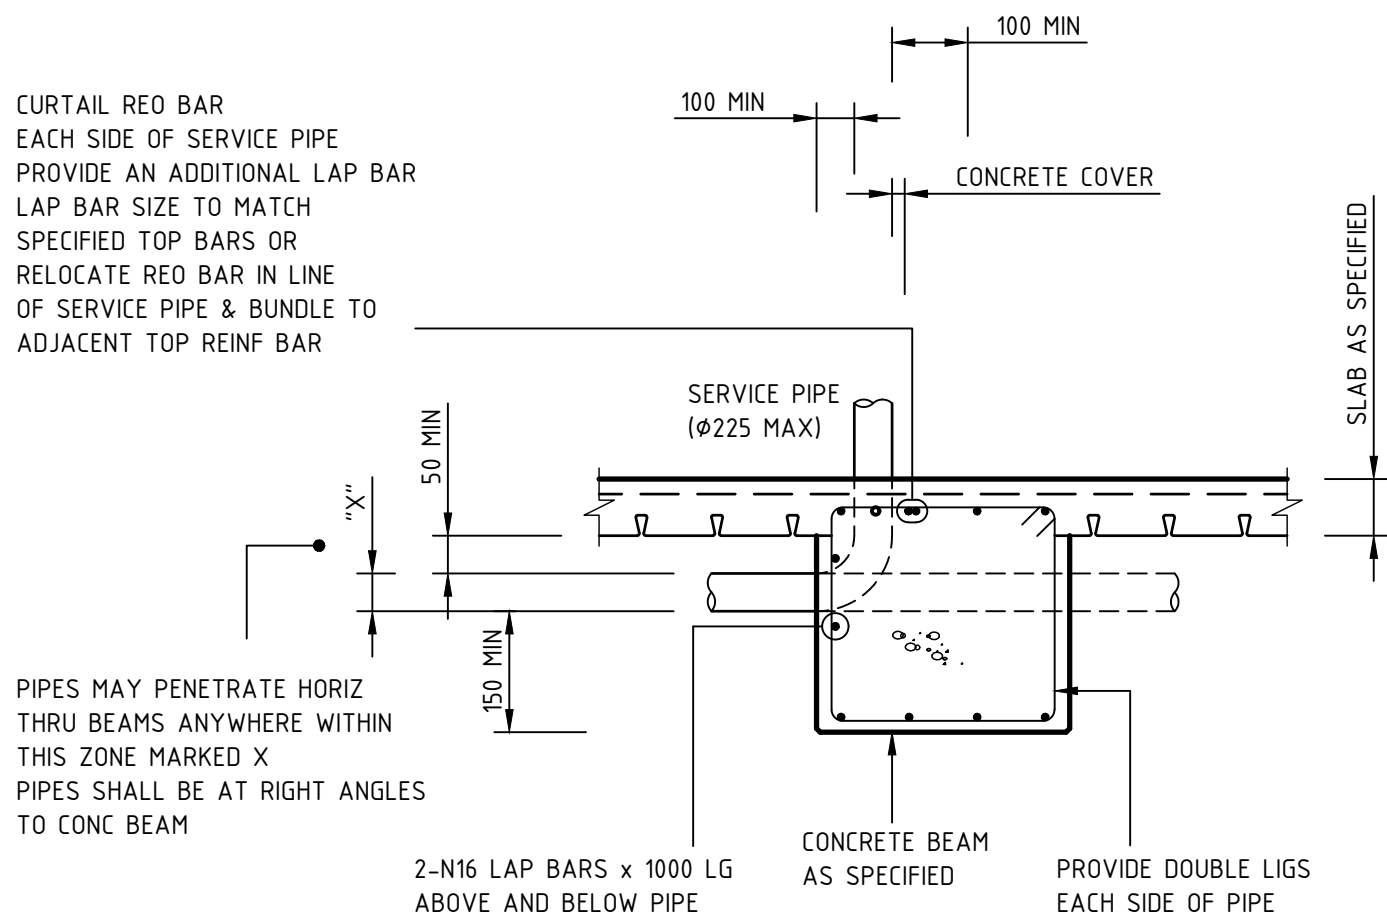 100 MIN
100 MIN
CURTAIL REO BAR
EACH SIDE OF SERVICE PIPE
PROVIDE AN ADDITIONAL LAP BAR
LAP BAR SIZE TO MATCH
SPECIFIED TOP BARS OR
RELOCATE REO BAR IN LINE
OF SERVICE PIPE & BUNDLE TO
ADJACENT TOP REINF BAR
CONCRETE COVER
SLAB AS SPECIFIED
SERVICE PIPE
(Ø225 MAX)
50 MIN
"X"
150 MIN
PIPES MAY PENETRATE HORIZ
THRU BEAMS ANYWHERE WITHIN
THIS ZONE MARKED X
PIPES SHALL BE AT RIGHT ANGLES
TO CONC BEAM
2-N16 LAP BARS x 1000 LG
ABOVE AND BELOW PIPE
CONCRETE BEAM
AS SPECIFIED
PROVIDE DOUBLE LIGS
EACH SIDE OF PIPE